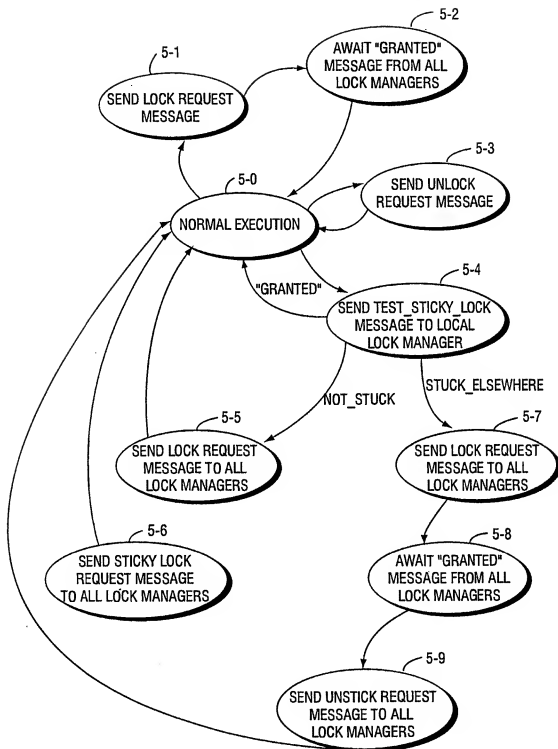 5-2
AWAIT "GRANTED"
MESSAGE FROM ALL
LOCK MANAGERS
5-1
SEND LOCK REQUEST
MESSAGE
5-3
SEND UNLOCK
REQUEST MESSAGE
5-0
NORMAL EXECUTION
5-4
"GRANTED"
SEND TEST_STICKY_LOCK
MESSAGE TO LOCAL
LOCK MANAGER
NOT_STUCK
STUCK_ELSEWHERE
5-5
SEND LOCK REQUEST
MESSAGE TO ALL
LOCK MANAGERS
5-7
SEND LOCK REQUEST
MESSAGE TO ALL
LOCK MANAGERS
5-6
SEND STICKY LOCK
REQUEST MESSAGE
TO ALL LOCK MANAGERS
5-8
AWAIT "GRANTED"
MESSAGE FROM ALL
LOCK MANAGERS
5-9
SEND UNSTICK REQUEST
MESSAGE TO ALL
LOCK MANAGERS